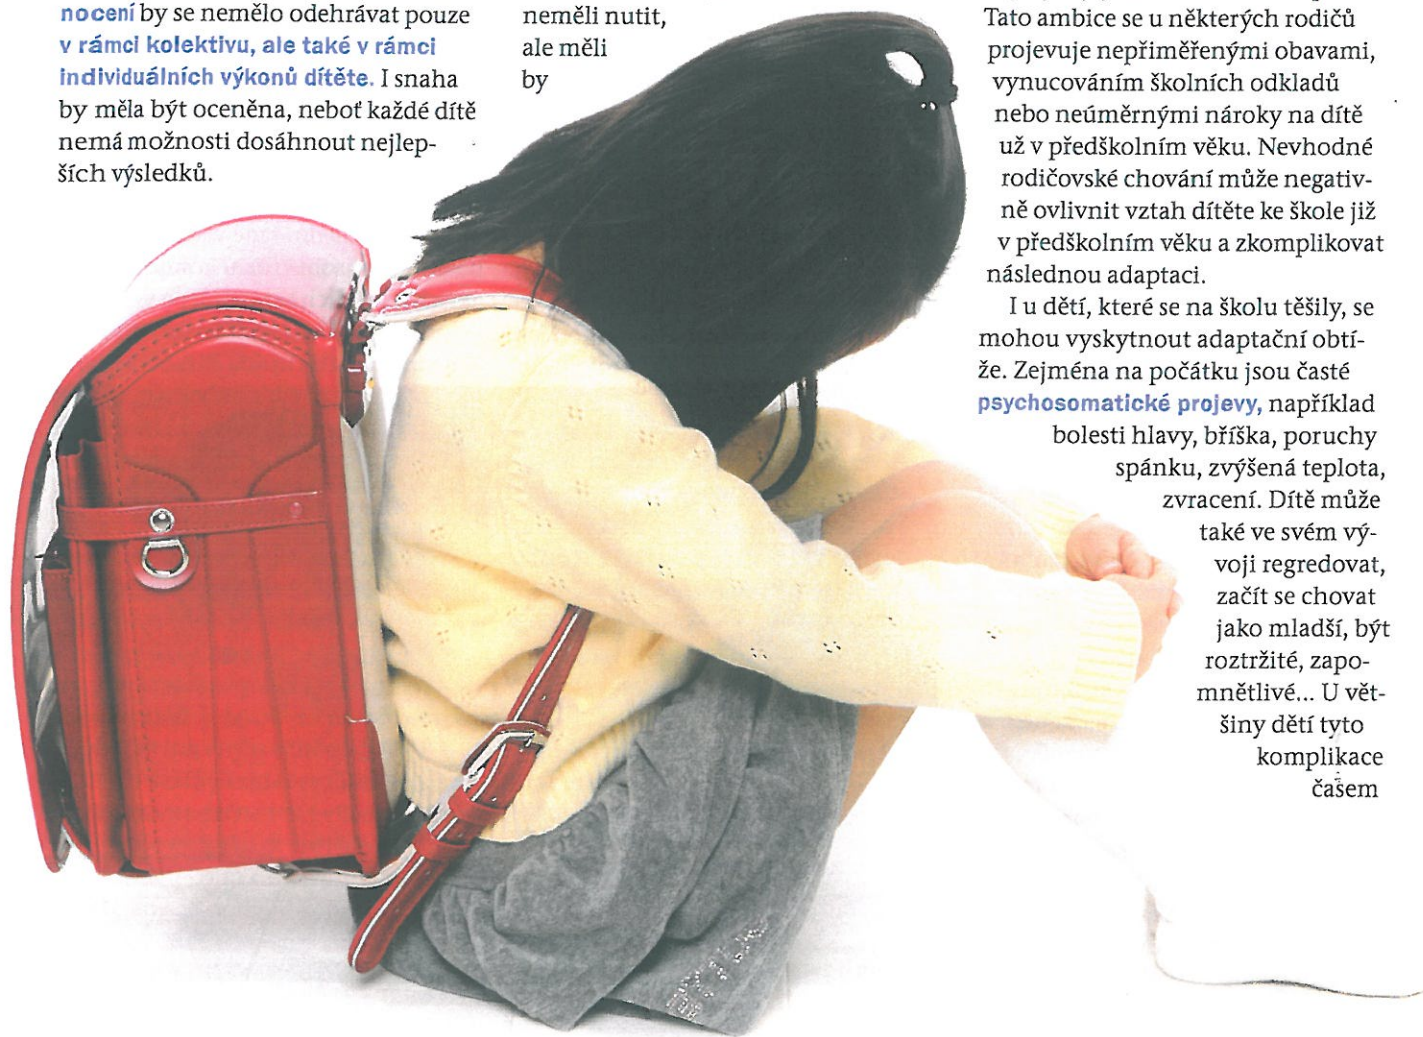 nocení by se nemělo odehrávat pouze
v rámci kolektivu, ale také v rámci
individuálních výkonů dítěte. I snaha
by měla být oceněna, neboť každé dítě
nemá možnosti dosáhnout nejlep-
ších výsledků.
neměli nutit,
ale měli
by
Tato ambice se u některých rodičů
projevuje nepřiměřenými obavami,
vynucováním školních odkladů
nebo neúměrnými nároky na dítě
už v předškolním věku. Nevhodné
rodičovské chování může negativ-
ně ovlivnit vztah dítěte ke škole již
v předškolním věku a zkomplikovat
následnou adaptaci.
I u dětí, které se na školu těšily, se
mohou vyskytnout adaptační obtí-
že. Zejména na počátku jsou časté
psychosomatické projevy, například
bolesti hlavy, bříška, poruchy
spánku, zvýšená teplota,
zvracení. Dítě může
také ve svém vý-
voji regredovat,
začít se chovat
jako mladší, být
roztržité, zapo-
mnětlivé... U vět-
šiny dětí tyto
komplikace
časem